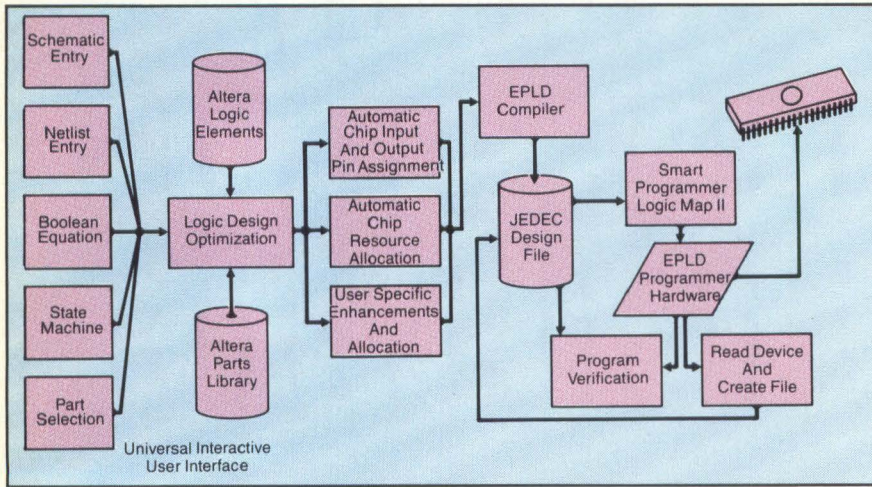 Schematic
Entry
Netlist
Entry
Boolean
Equation
State
Machine
Part
Selection
Universal Interactive
User Interface
Altera
Logic
Elements
Logic Design
Optimization
Altera
Parts
Library
Automatic
Chip Input
And Output
Pin Assignment
Automatic
Chip
Resource
Allocation
User Specific
Enhancements
And
Allocation
EPLD
Compiler
JEDEC
Design
File
Smart
Programmer
Logic Map II
EPLD
Programmer
Hardware
Program
Verification
Read Device
And
Create File